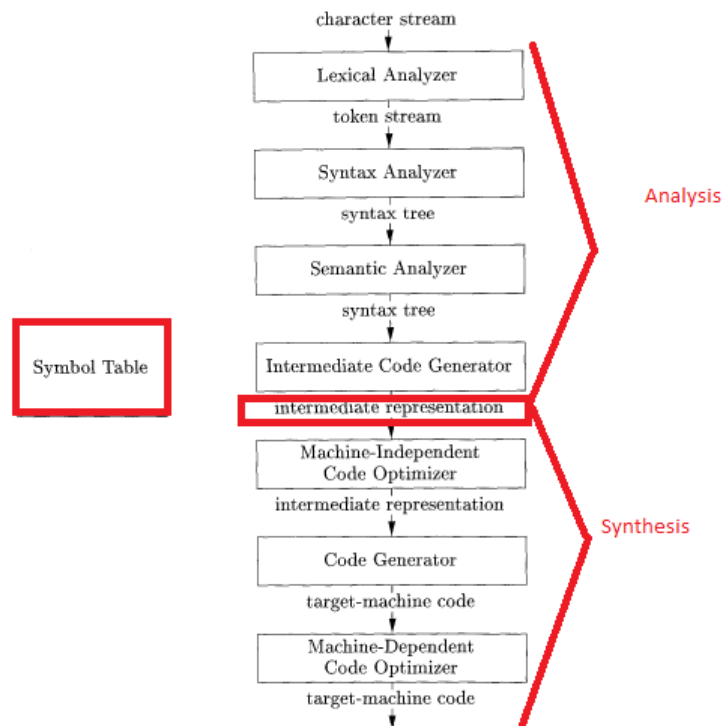 character stream
Lexical Analyzer
token stream
Syntax Analyzer
Analysis
syntax tree
Semantic Analyzer
syntax tree
Symbol Table
Intermediate Code Generator
intermediate representation
Machine-Independent
Code Optimizer
intermediate representation
Synthesis
Code Generator
target-machine code
Machine-Dependent
Code Optimizer
target-machine code